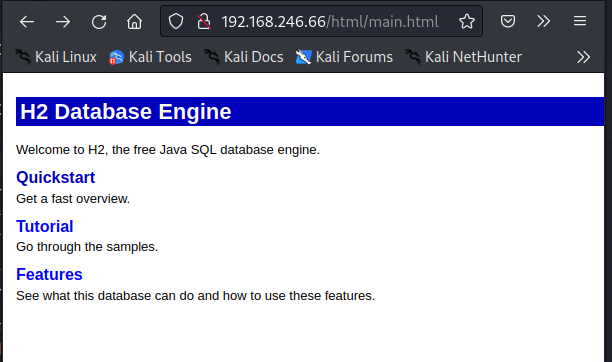 192.168.246.66/html/main.html
Kali Linux Kali Tools Kali Docs Kali Forums Kali NetHunter
H2 Database Engine
Welcome to H2, the free Java SQL database engine.
Quickstart
Get a fast overview.
Tutorial
Go through the samples.
Features
See what this database can do and how to use these features.